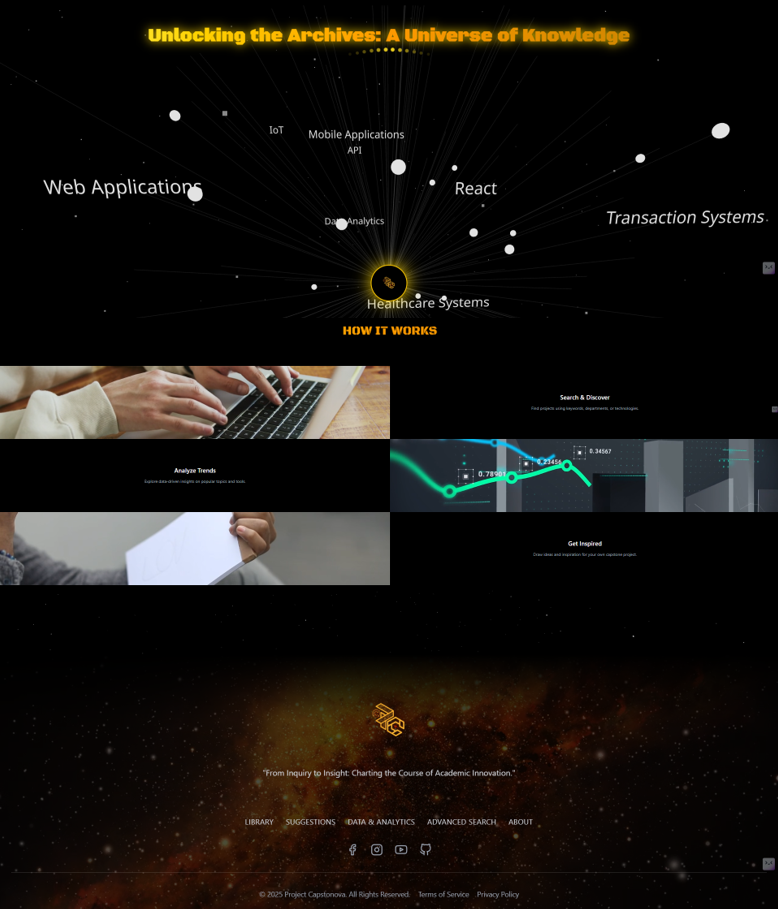 Unlocking the Archives: A Universe of Knowledge
IoT
Mobile Applications
API
Web Applications
React
Data Analytics
Transaction Systems
Healthcare Systems
HOW IT WORKS
Search & Discover
Find projects using keywords, departments, or technologies.
Analyze Trends
Explore data-driven insights on popular topics and tools.
0.78901
0.23456
0.34567
Get Inspired
Draw ideas and inspiration for your own capstone project.
"From Inquiry to Insight: Charting the Course of Academic Innovation."
LIBRARY SUGGESTIONS DATA & ANALYTICS ADVANCED SEARCH ABOUT
© 2025 Project Capstonova. All Rights Reserved. Terms of Service Privacy Policy